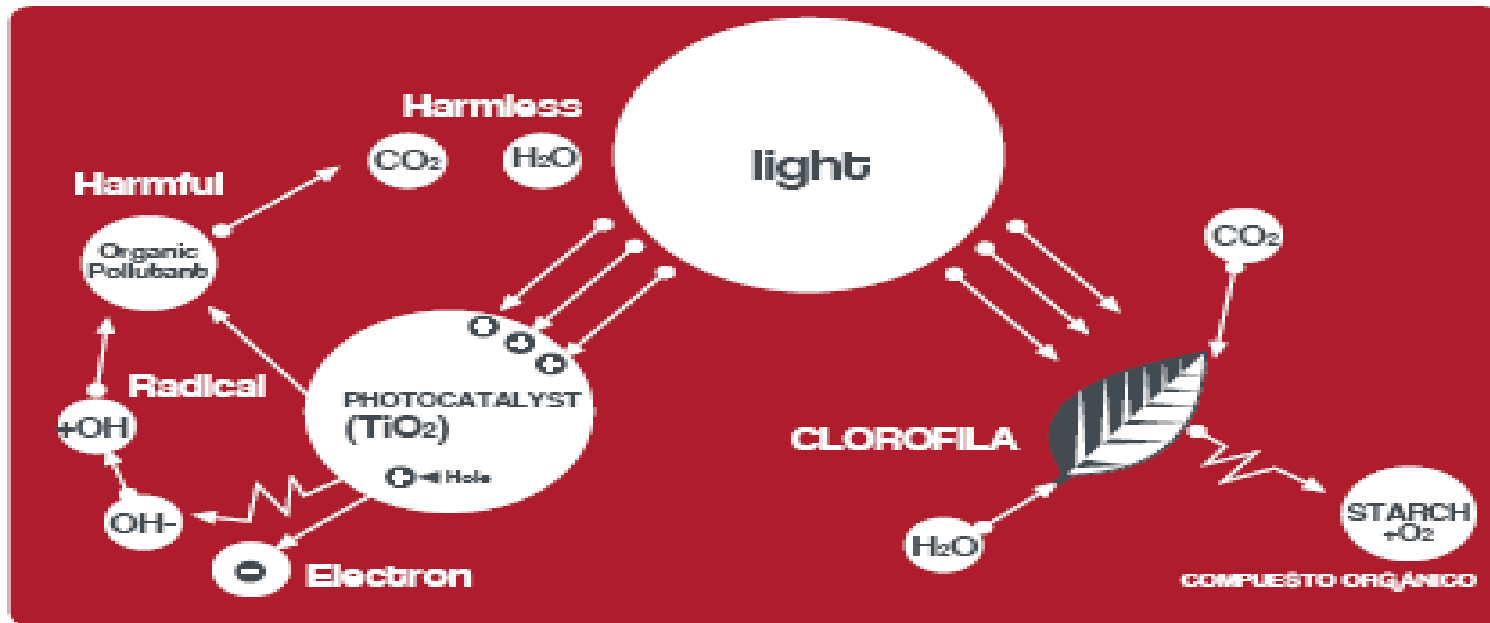 Harmless
CO₂
H₂O
light
Harmful
Organic
Pollutant
CO₂
PHOTOCATALYST
(TiO₂)
Radical
+OH
CLOROFILA
Hole
OH-
STARCH
+O₂
H₂O
Electron
COMPUESTO ORGÁNICO